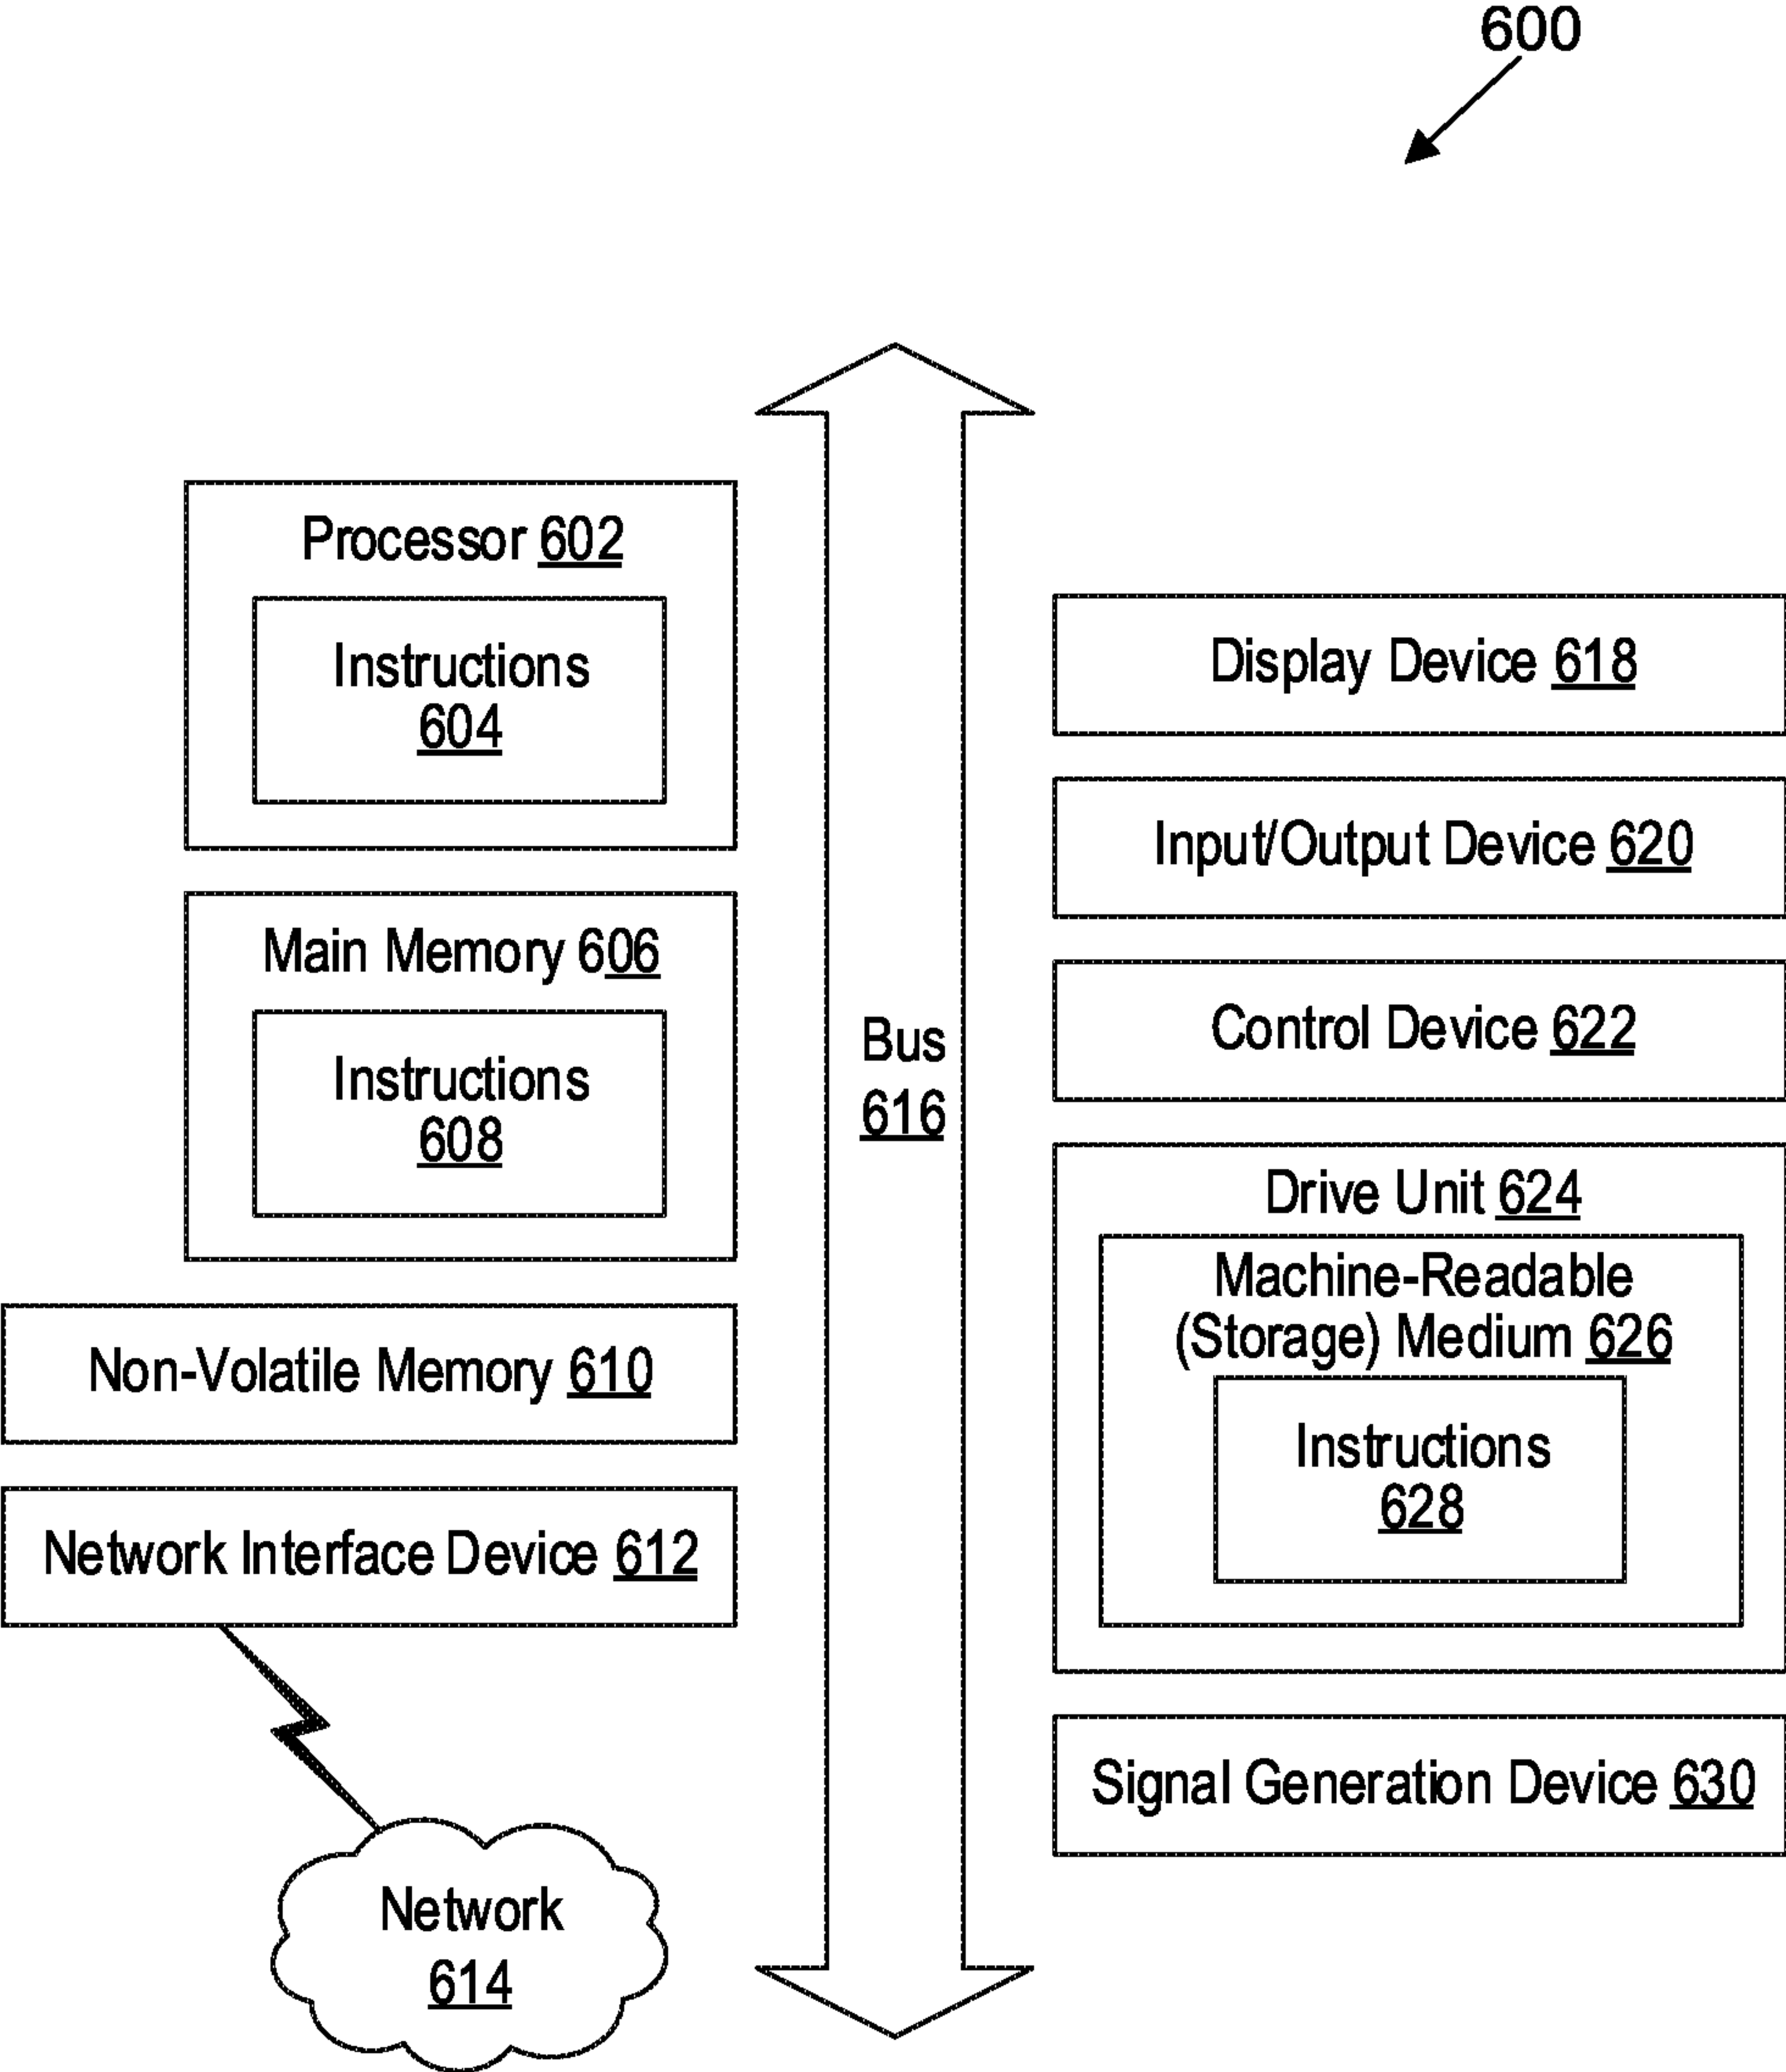 600
Processor 602
Instructions
604
Main Memory 606
Instructions
608
Non-Volatile Memory 610
Network Interface Device 612
Network
614
Bus
616
Display Device 618
Input/Output Device 620
Control Device 622
Drive Unit 624
Machine-Readable
(Storage) Medium 626
Instructions
628
Signal Generation Device 630